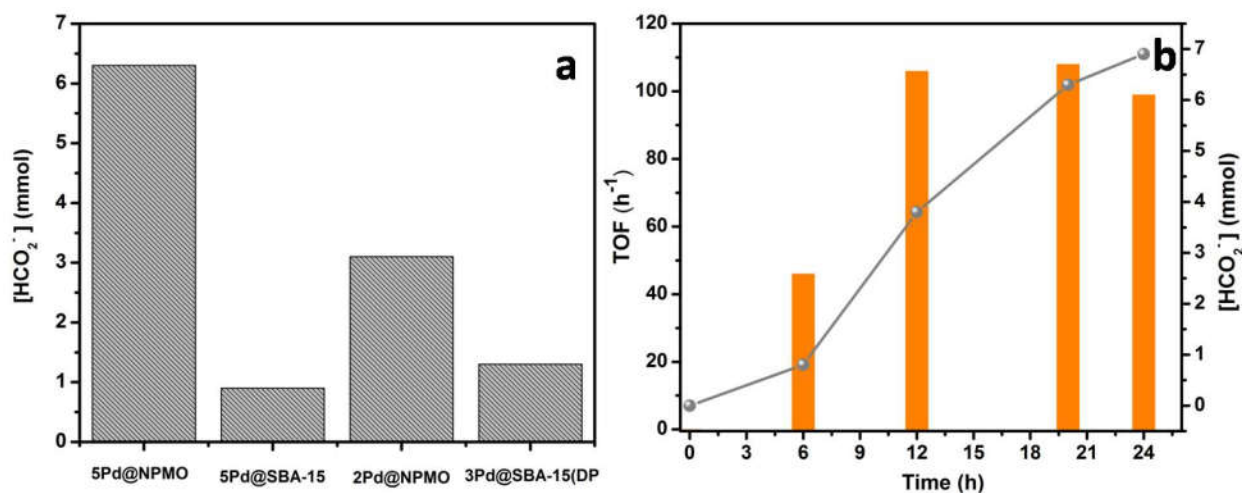 a
7
6
5
4
3
2
1
0
[HCO₂⁻] (mmol)
5Pd@NPMO
5Pd@SBA-15
2Pd@NPMO
3Pd@SBA-15(DP
b
120
100
80
60
40
20
0
TOF (h⁻¹)
7
6
5
4
3
2
1
0
[HCO₂⁻] (mmol)
0 3 6 9 12 15 18 21 24
Time (h)